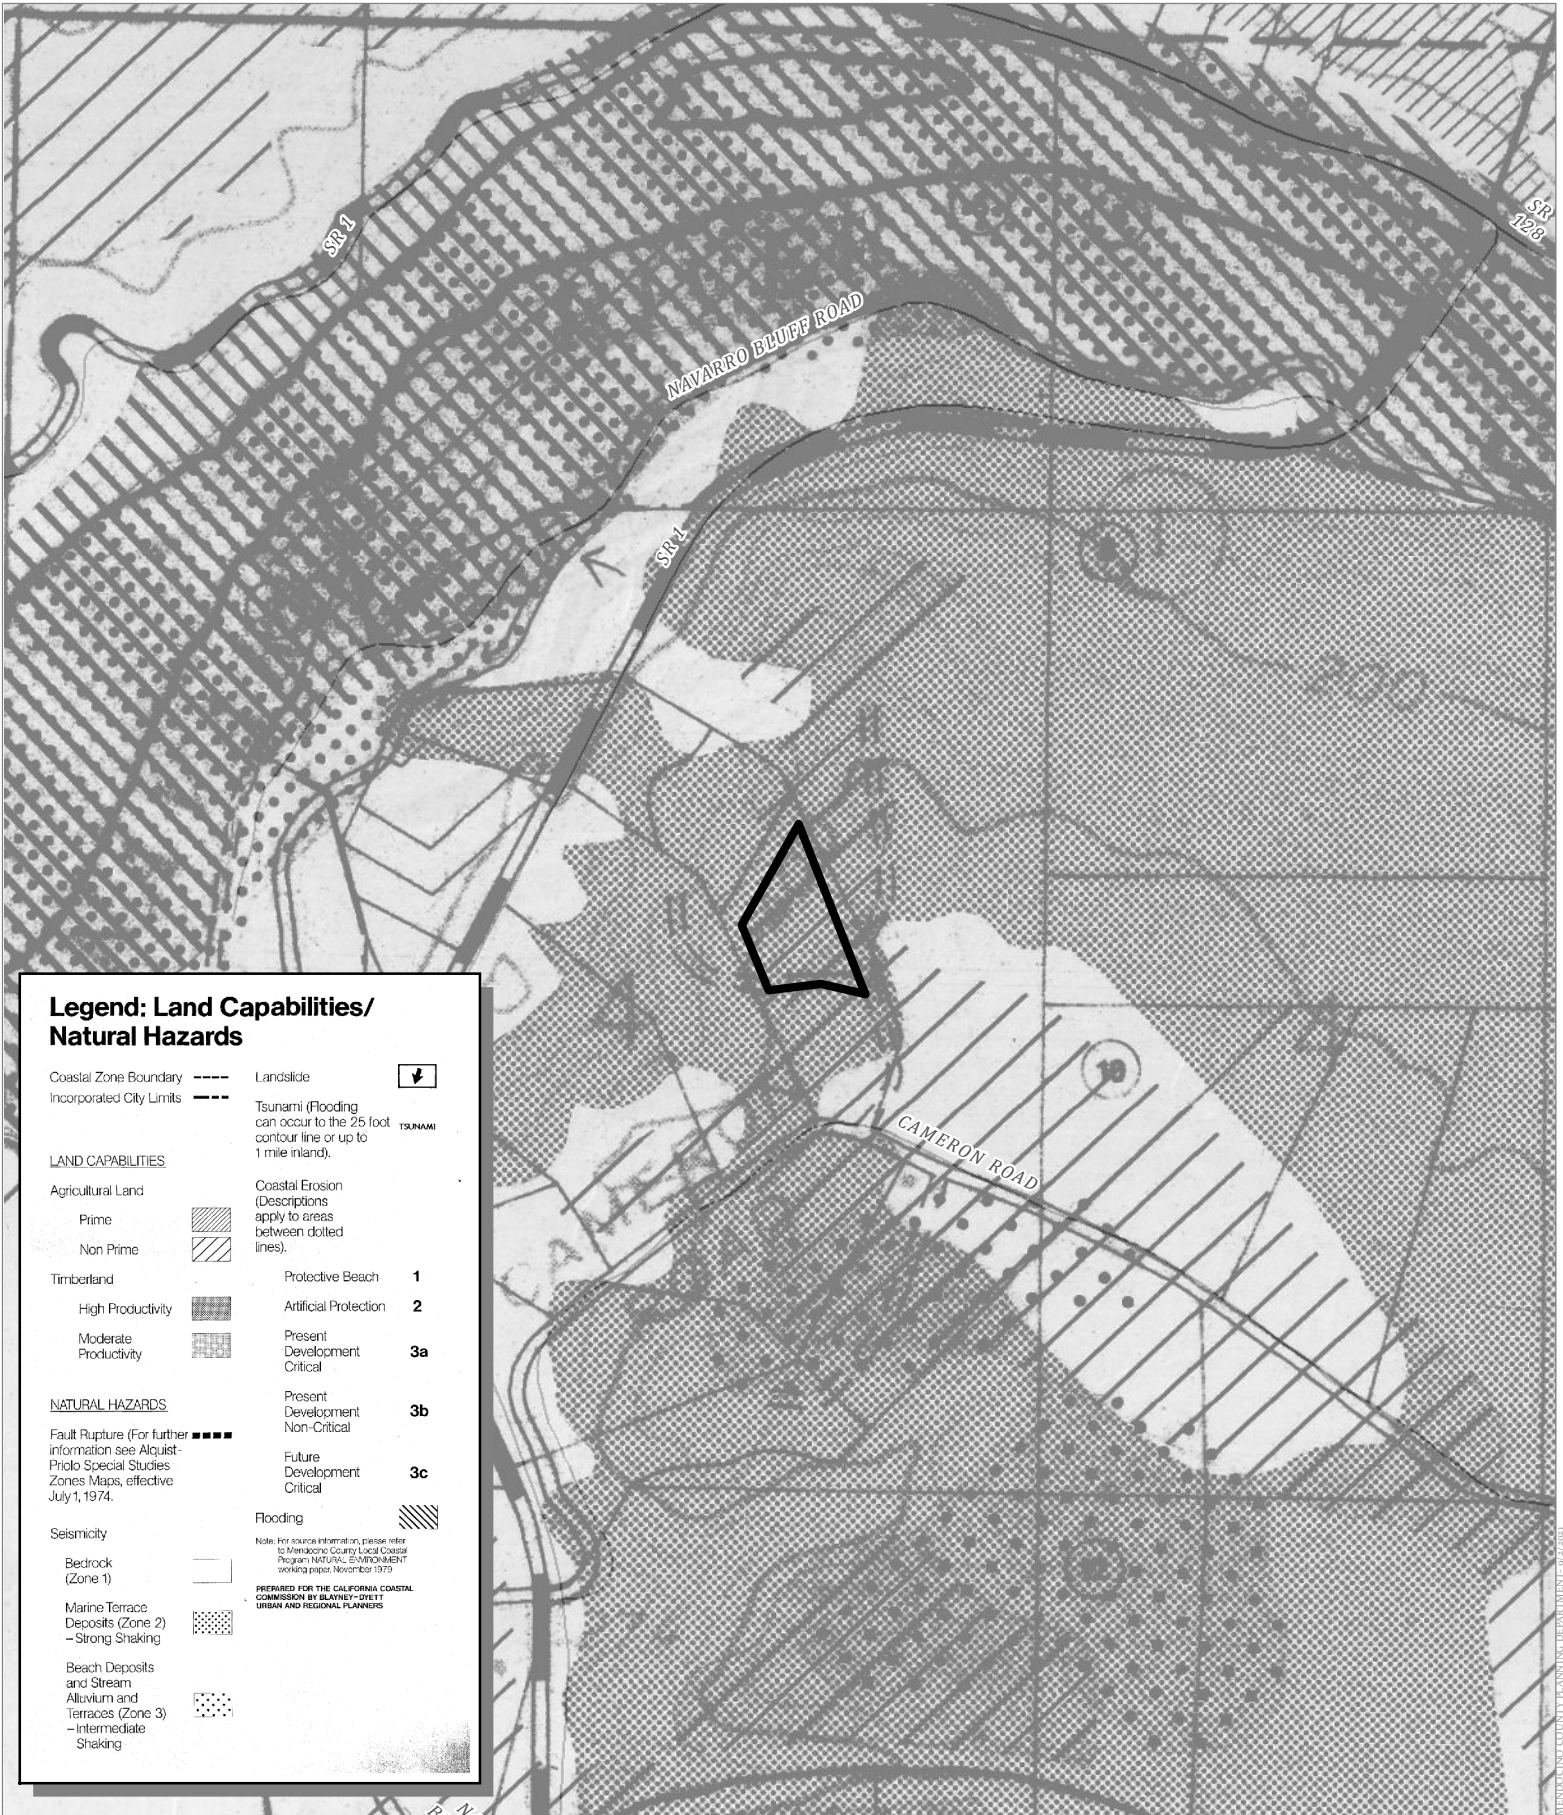 SR 1
SR
128
NAVARRO BLUFF ROAD
SR 1
200
CAMERON ROAD
10
Legend: Land Capabilities/
Natural Hazards
Coastal Zone Boundary
Incorporated City Limits
LAND CAPABILITIES
Agricultural Land
Prime
Non Prime
Timberland
High Productivity
Moderate
Productivity
NATURAL HAZARDS
Fault Rupture (For further
information see Alquist-
Priolo Special Studies
Zones Maps, effective
July 1, 1974.
Seismicity
Bedrock
(Zone 1)
Marine Terrace
Deposits (Zone 2)
–Strong Shaking
Beach Deposits
and Stream
Alluvium and
Terraces (Zone 3)
–Intermediate
Shaking
Landslide
Tsunami (Flooding
can occur to the 25 foot
contour line or up to
1 mile inland).
TSUNAMI
Coastal Erosion
(Descriptions
apply to areas
between dotted
lines).
Protective Beach 1
Artificial Protection 2
Present
Development
Critical
3a
Present
Development
Non-Critical
3b
Future
Development
Critical
3c
Flooding
Note: For source information, please refer
to Mendocino County Local Coastal
Program NATURAL ENVIRONMENT
working paper, November 1979
PREPARED FOR THE CALIFORNIA COASTAL
COMMISSION BY BLAYNEY-DYETT
URBAN AND REGIONAL PLANNERS